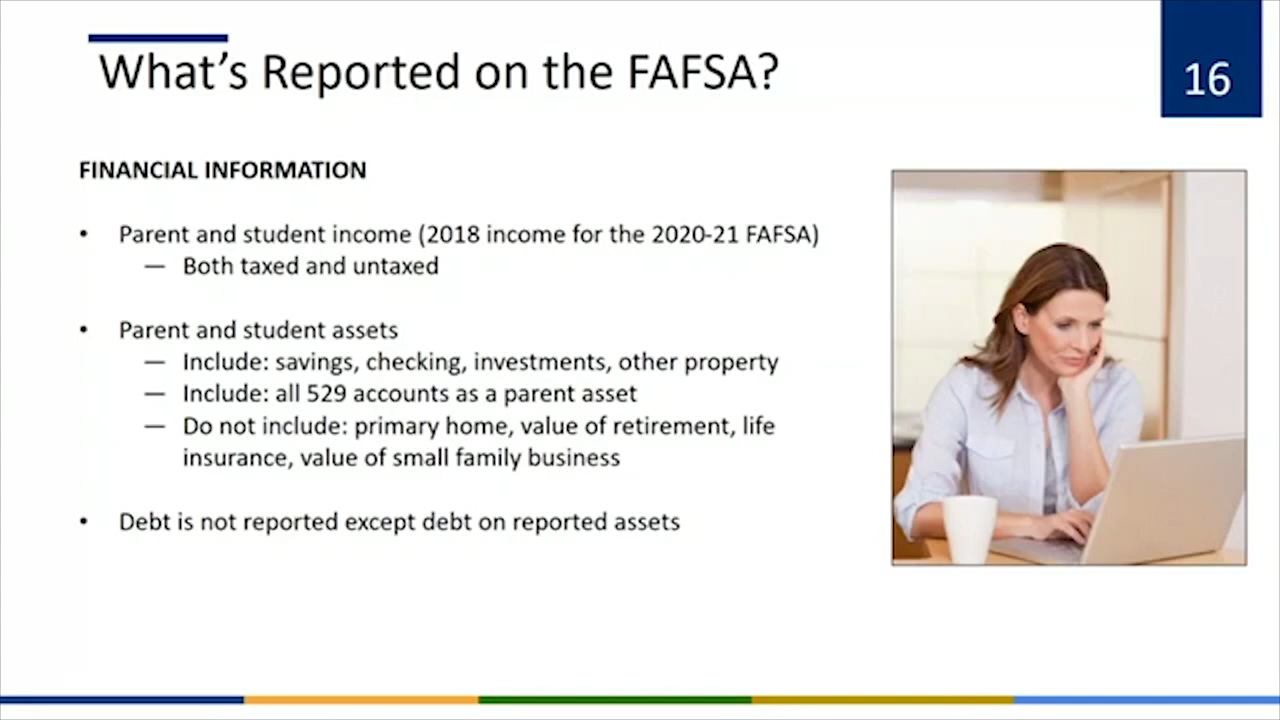 What's Reported on the FAFSA?
16
FINANCIAL INFORMATION
• Parent and student income (2018 income for the 2020-21 FAFSA)
— Both taxed and untaxed
• Parent and student assets
— Include: savings, checking, investments, other property
— Include: all 529 accounts as a parent asset
— Do not include: primary home, value of retirement, life
insurance, value of small family business
• Debt is not reported except debt on reported assets